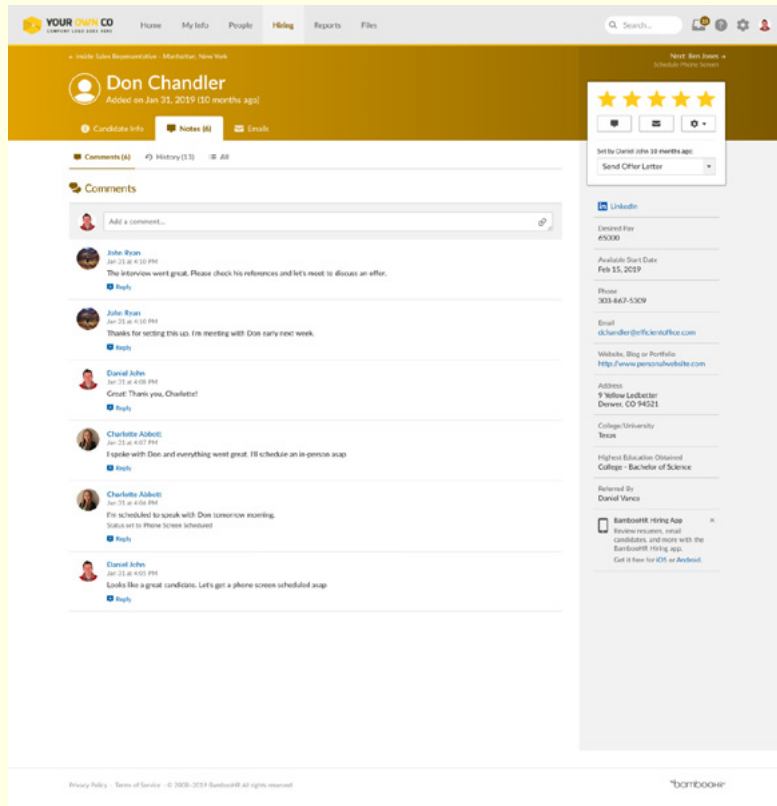 YOUR OWN CO
COMPANY LOGO GOES HERE
Home
My Info
People
Hiring
Reports
Files
Search...
« Inside Sales Representative - Manhattan, New York
Next: Ben Jones »
Schedule Phone Screen
Don Chandler
Added on Jan 31, 2019 (10 months ago)
Candidate Info
Notes (6)
Emails
Set by Daniel John 10 months ago:
Send Offer Letter
Comments (6)
History (13)
All
Comments
Add a comment...
John Ryan
Jan 31 at 4:10 PM
The interview went great. Please check his references and let's meet to discuss an offer.
Reply
John Ryan
Jan 31 at 4:10 PM
Thanks for setting this up. I'm meeting with Don early next week.
Reply
Daniel John
Jan 31 at 4:08 PM
Great! Thank you, Charlotte!
Reply
Charlotte Abbott
Jan 31 at 4:07 PM
I spoke with Don and everything went great. I'll schedule an in-person asap
Reply
Charlotte Abbott
Jan 31 at 4:06 PM
I'm scheduled to speak with Don tomorrow morning.
Status set to Phone Screen Scheduled
Reply
Daniel John
Jan 31 at 4:05 PM
Looks like a great candidate. Let's get a phone screen scheduled asap
Reply
LinkedIn
Desired Pay
65000
Available Start Date
Feb 15, 2019
Phone
303-867-5309
Email
dchandler@efficientoffice.com
Website, Blog or Portfolio
http://www.personalwebsite.com
Address
9 Yellow Ledbetter
Denver, CO 94521
College/University
Texas
Highest Education Obtained
College - Bachelor of Science
Referred By
Daniel Vance
BambooHR Hiring App
Review resumes, email
candidates, and more with the
BambooHR Hiring app.
Get it free for iOS or Android.
Privacy Policy · Terms of Service · © 2008-2019 BambooHR All rights reserved
bambooHR